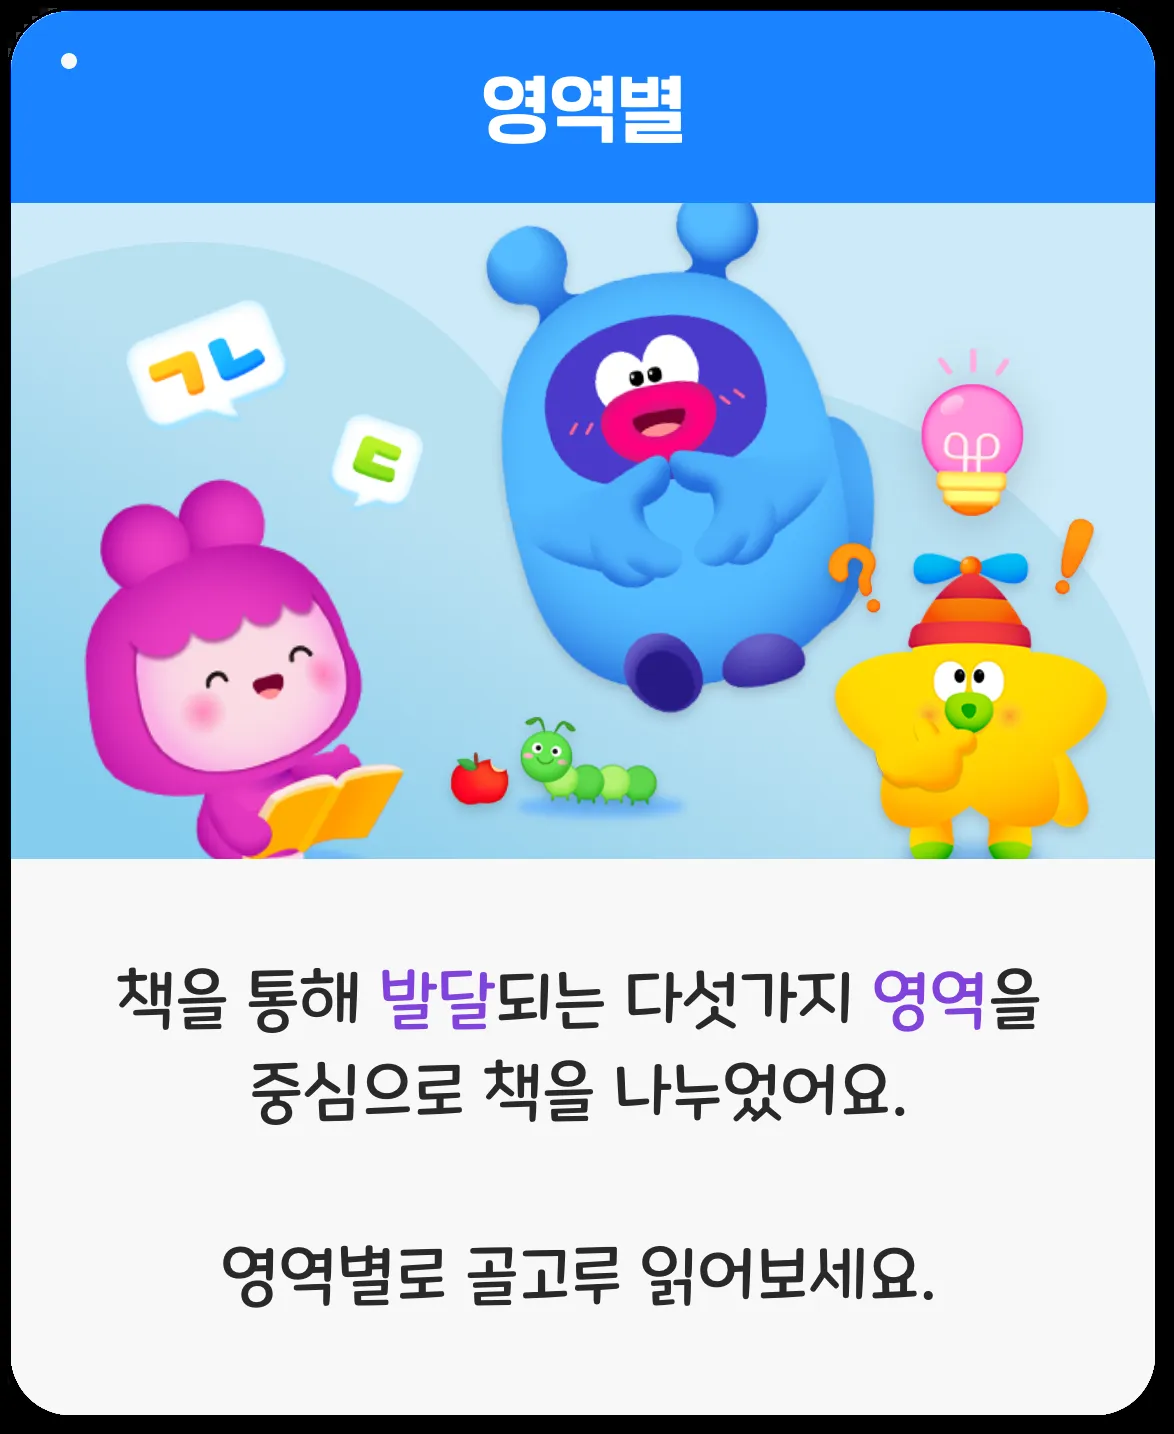 영역별
ㄱㄴ
ㄷ
?
!
책을 통해 발달되는 다섯가지 영역을
중심으로 책을 나누었어요.
영역별로 골고루 읽어보세요.